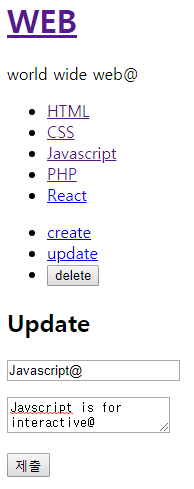 WEB
world wide web@
HTML
CSS
Javascript
PHP
React
create
update
delete
Update
Javascript@
Javscript is for
interactive@
제출